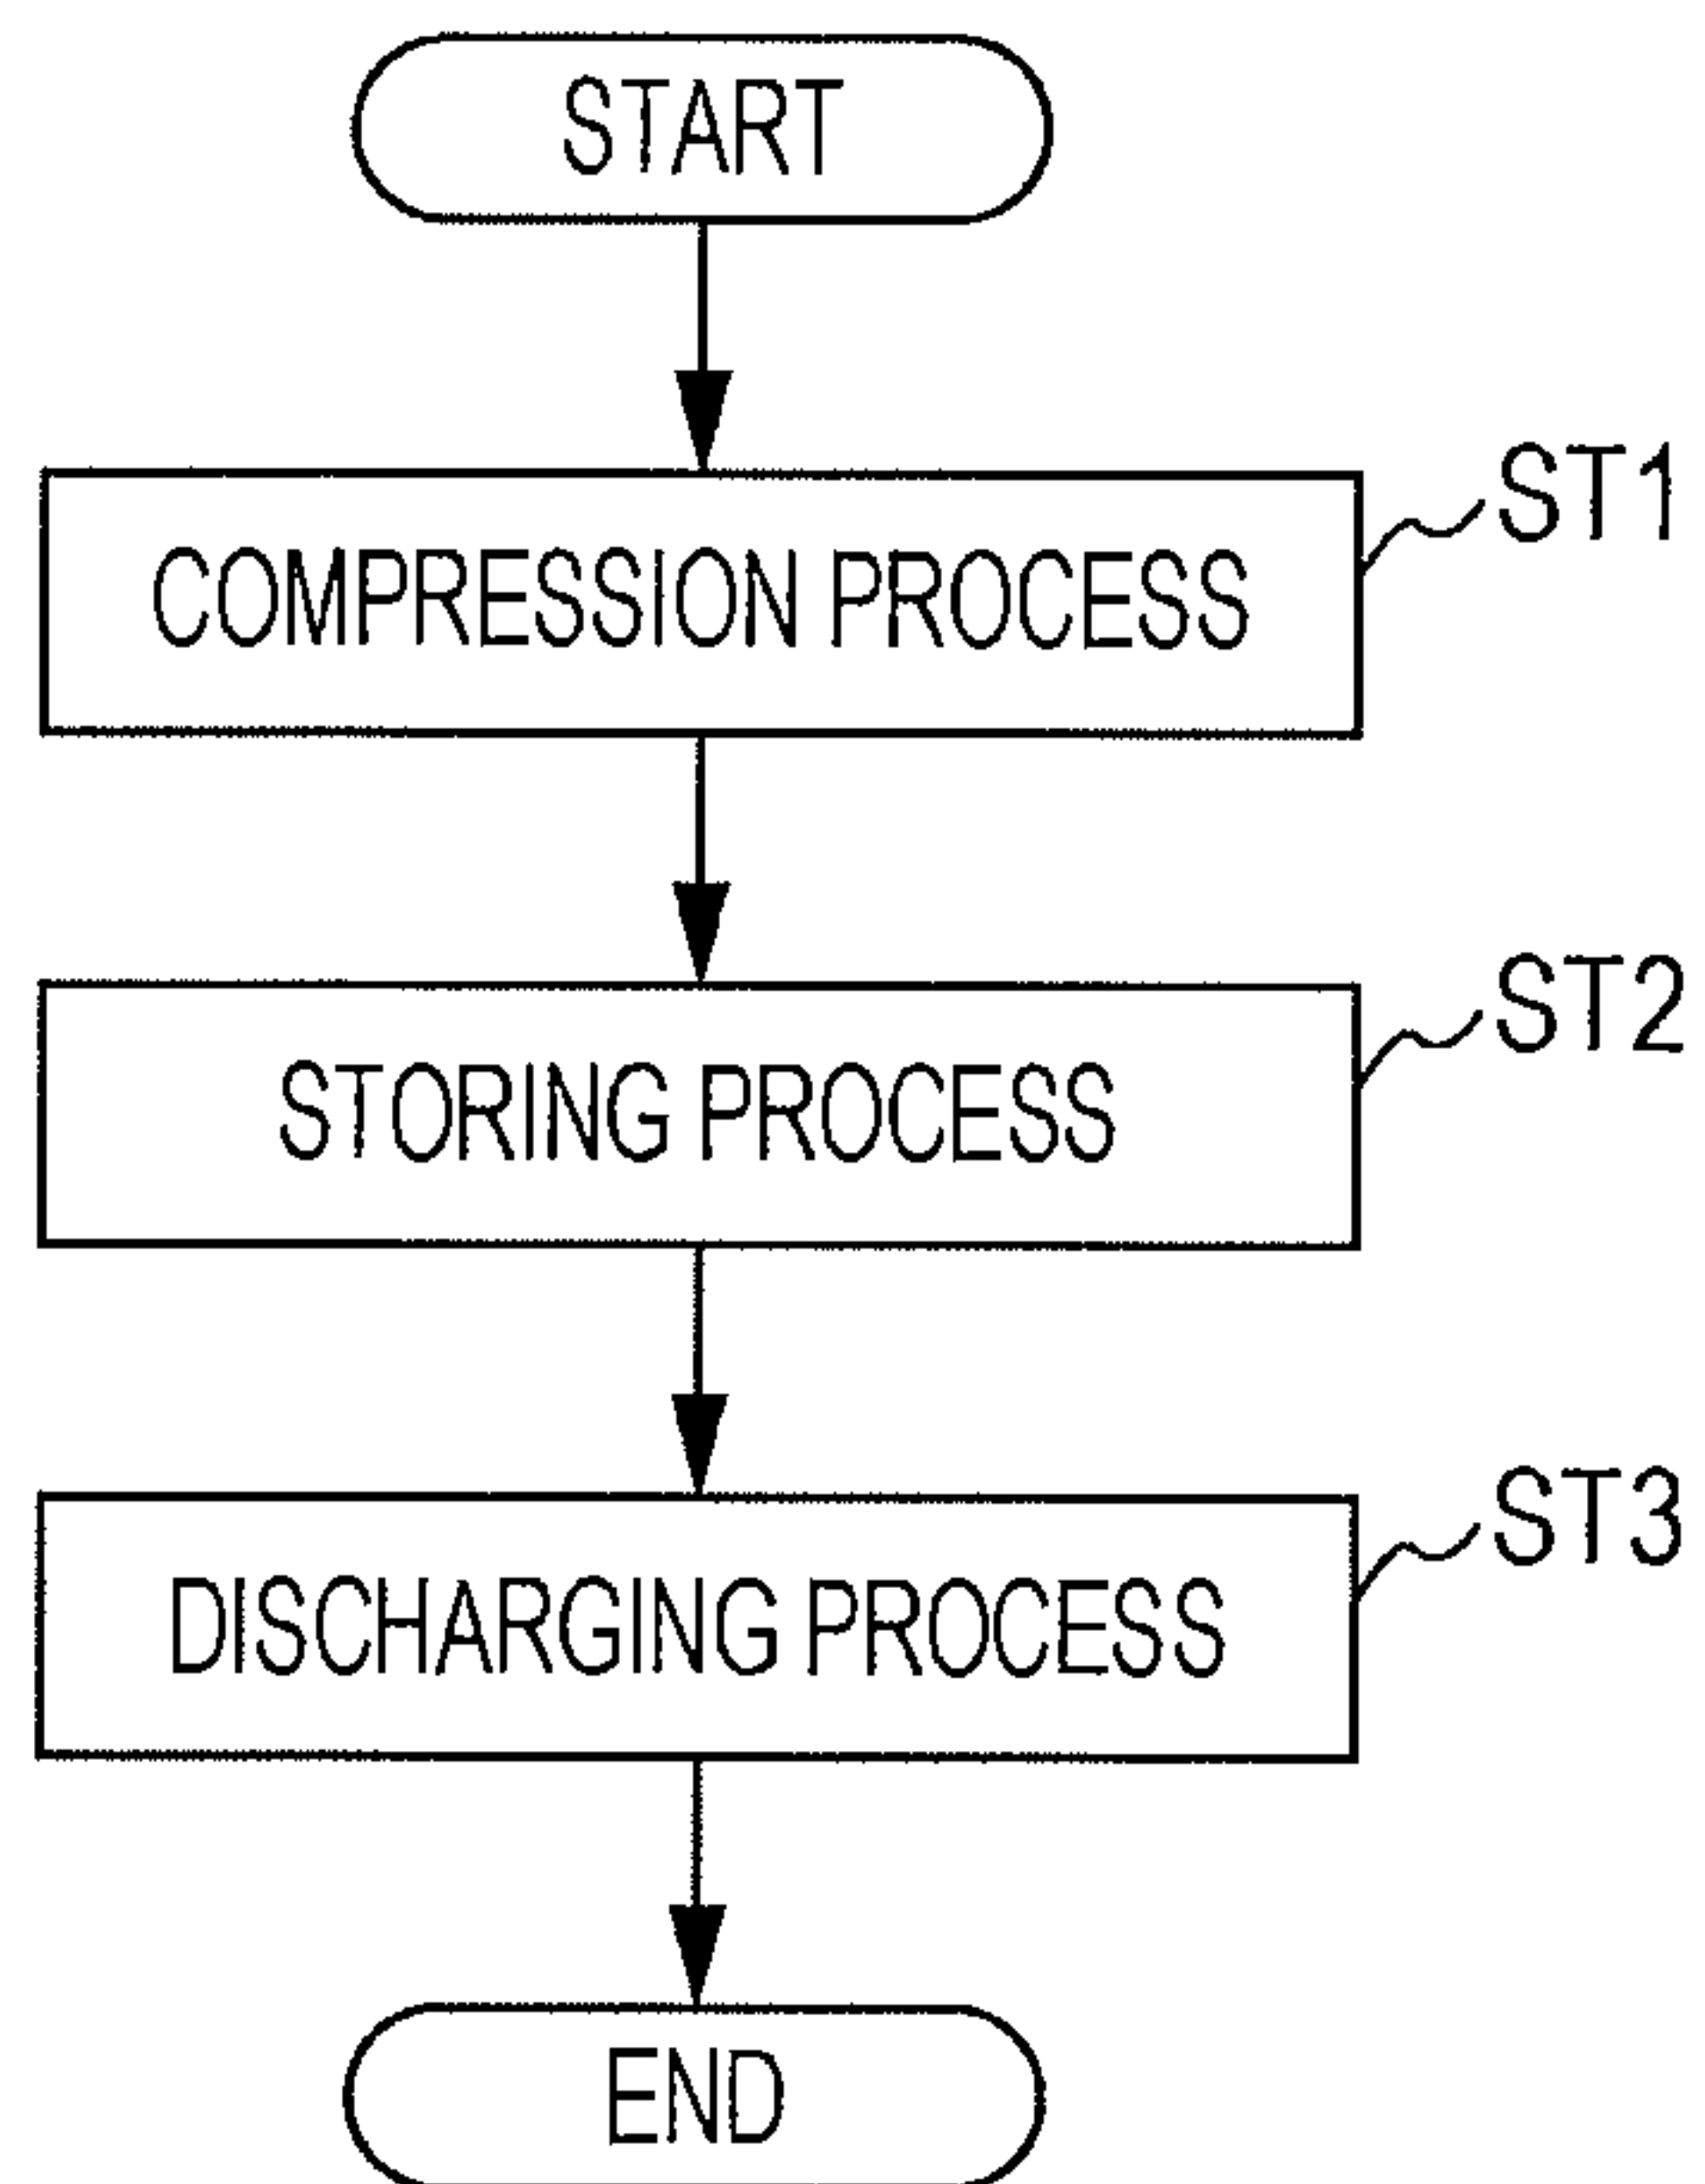 START
ST1
COMPRESSION PROCESS
ST2
STORING PROCESS
ST3
DISCHARGING PROCESS
END